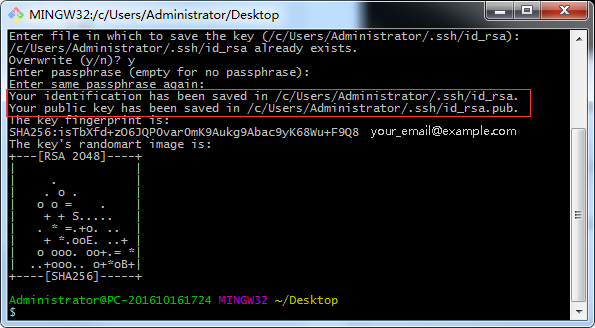 MINGW32:/c/Users/Administrator/Desktop
Enter file in which to save the key (/c/Users/Administrator/.ssh/id_rsa):
/c/Users/Administrator/.ssh/id_rsa already exists.
Overwrite (y/n)? y
Enter passphrase (empty for no passphrase):
Enter same passphrase again:
Your identification has been saved in /c/Users/Administrator/.ssh/id_rsa.
Your public key has been saved in /c/Users/Administrator/.ssh/id_rsa.pub.
The key fingerprint is:
SHA256:isTbXfd+zO6JQPOvarOmK9Aukg9Abac9yK68Wu+F9Q8 your_email@example.com
The key's randomart image is:
+---[RSA 2048]----+
|                 |
|     .           |
|    . o .        |
|   o o =    .    |
|    + + S.....   |
|   . * =.+o. ..  |
|    + *.ooE. ..+ |
|   o ooo. oo+.= *|
|  ..+ooo.. o+*oB+|
+----[SHA256]-----+
Administrator@PC-201610161724 MINGW32 ~/Desktop
$